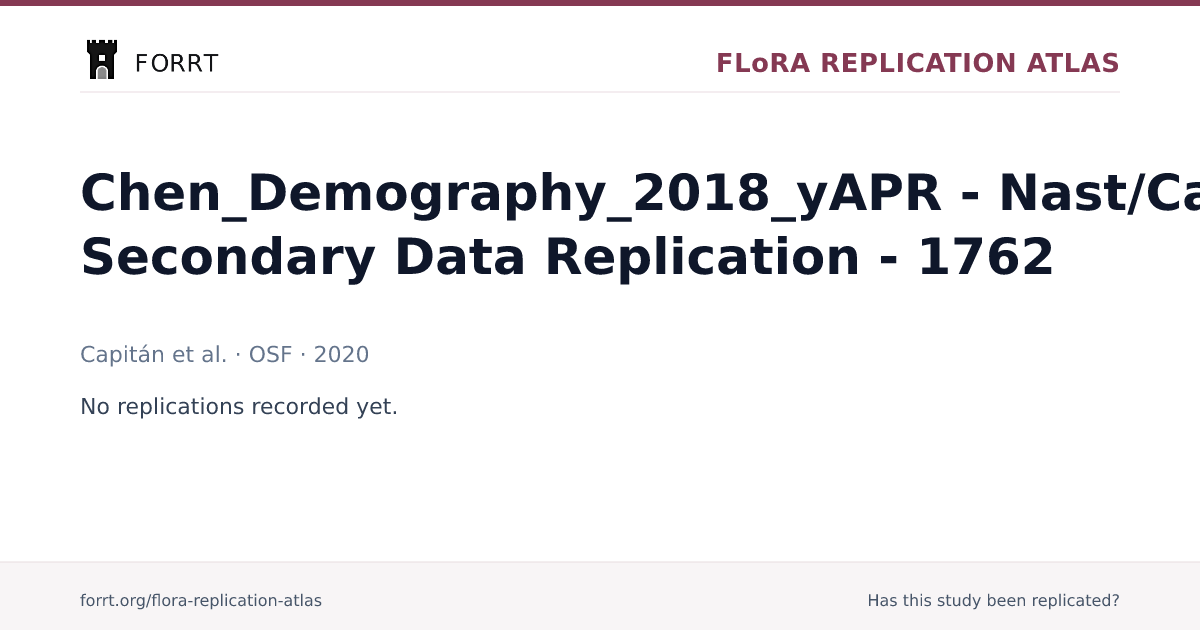 FORRT
FLoRA REPLICATION ATLAS
Chen_Demography_2018_yAPR - Nast/Ca
Secondary Data Replication - 1762
Capitán et al. · OSF · 2020
No replications recorded yet.
forrt.org/flora-replication-atlas
Has this study been replicated?